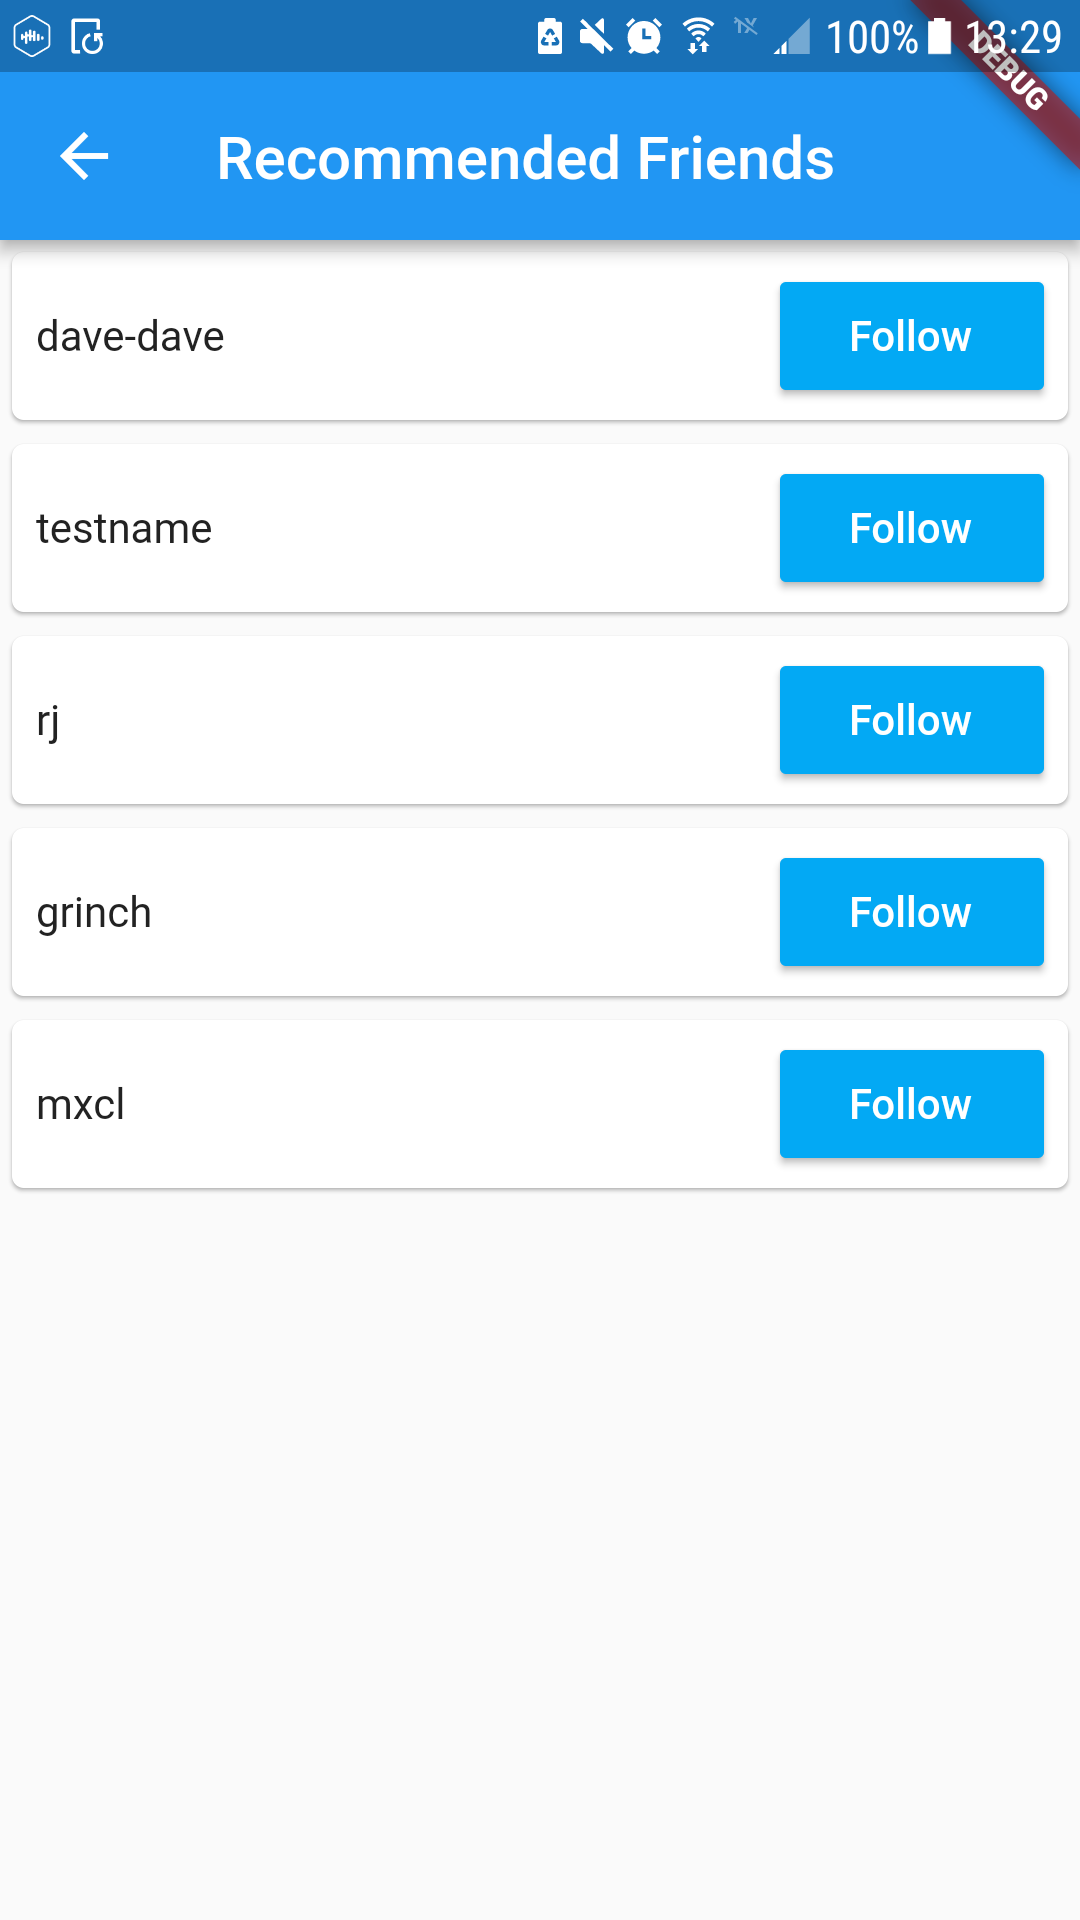 100% 13:29
DEBUG
Recommended Friends
dave-dave
Follow
testname
Follow
rj
Follow
grinch
Follow
mxcl
Follow